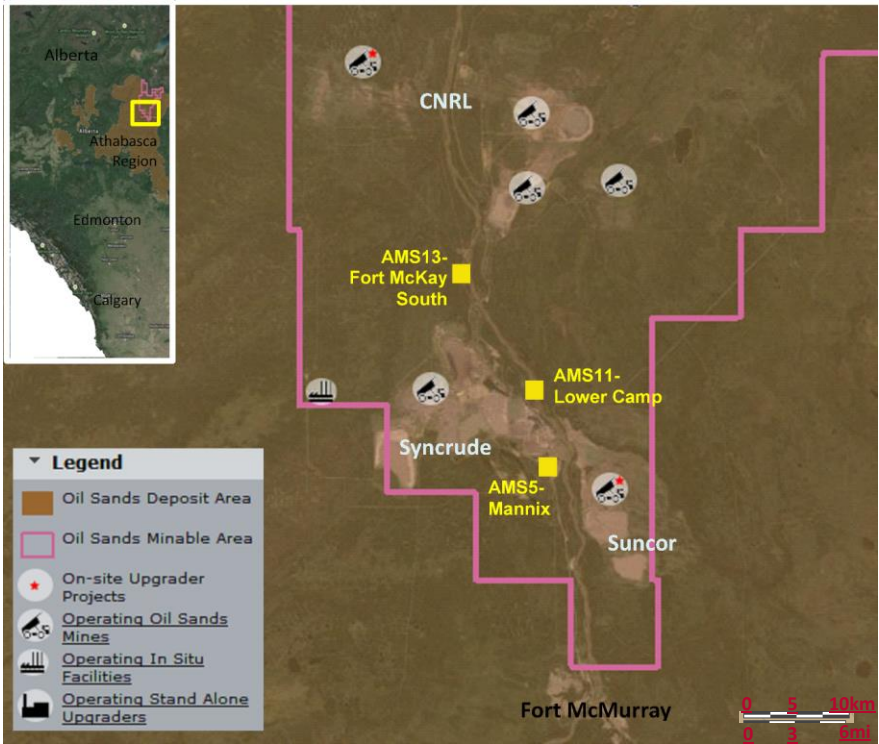 Alberta
Alberta
Athabasca
Region
Edmonton
Calgary
CNRL
AMS13-
Fort McKay
South
AMS11-
Lower Camp
Syncrude
AMS5-
Mannix
Suncor
Legend
Oil Sands Deposit Area
Oil Sands Minable Area
On-site Upgrader
Projects
Operating Oil Sands
Mines
Operating In Situ
Facilities
Operating Stand Alone
Upgraders
Fort McMurray
0 5 10km
0 3 6mi